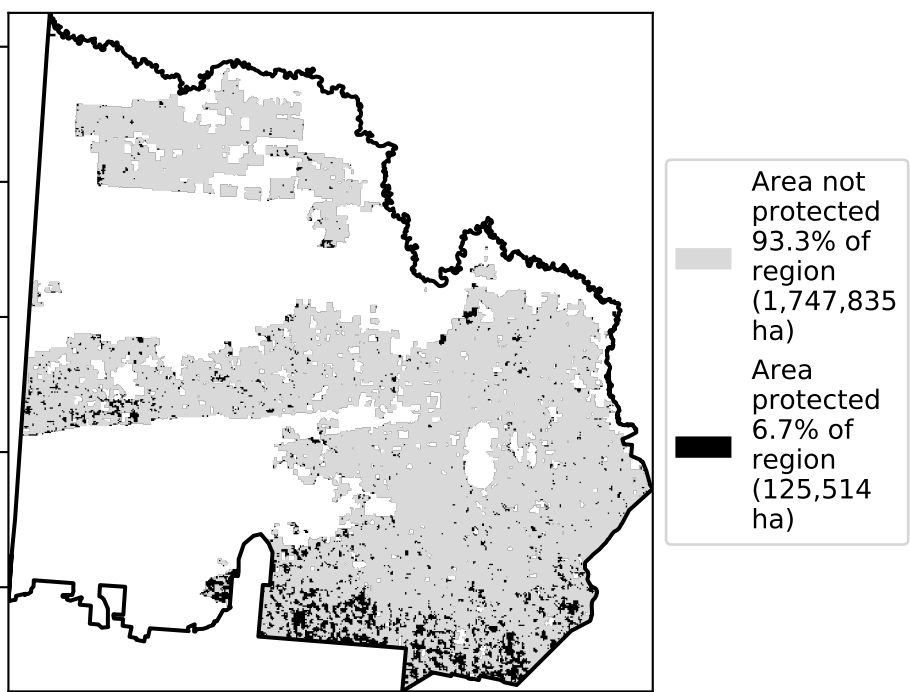 Area not
protected
93.3% of
region
(1,747,835
ha)
Area
protected
6.7% of
region
(125,514
ha)